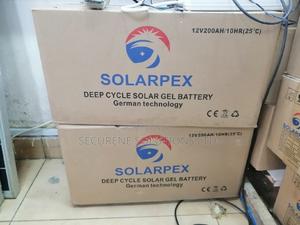 12V200AH/10HR(25°C)
SOLARPEX
DEEP CYCLE SOLAR GEL BATTERY
German technology
12V200AH/10HR(25°C)
SOLARPEX
DEEP CYCLE SOLAR GEL BATTERY
German technology